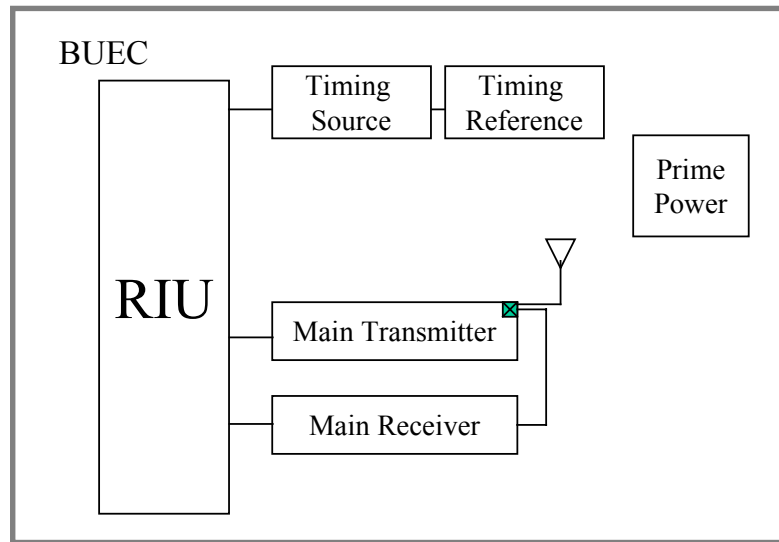 BUEC
Timing
Source
Timing
Reference
Prime
Power
RIU
Main Transmitter
Main Receiver